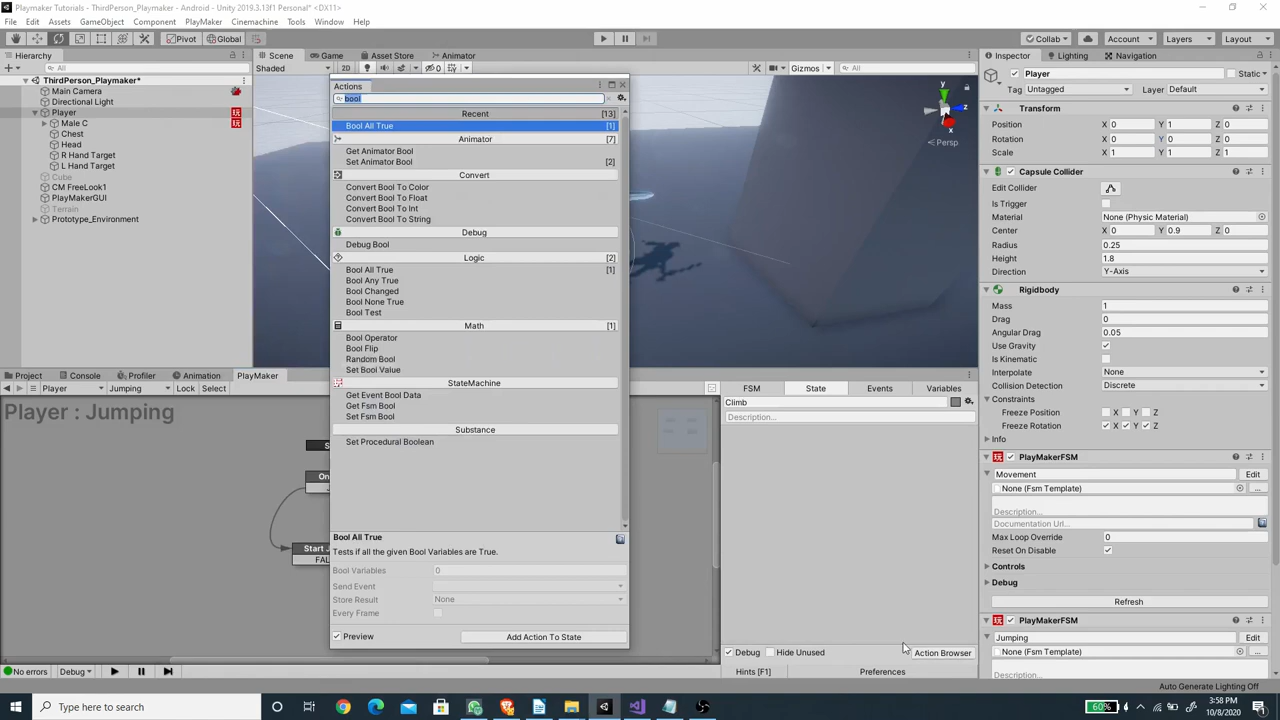 Playmaker Tutorials - ThirdPerson_Playmaker - Android - Unity 2019.3.13f1 Personal* <DX11>
File Edit Assets GameObject Component PlayMaker Cinemachine Tools Window Help
Pivot Global Collab Account Layers Layout
Hierarchy
All
ThirdPerson_Playmaker*
Main Camera
Directional Light
Player
Male C
Chest
Head
R Hand Target
L Hand Target
Cube
CM FreeLook1
PlayMakerGUI
Terrain
Prototype_Environment
Scene Game Asset Store Animator
Shaded 2D 0 Gizmos All
y
z
x
Persp
Actions
bool
Recent [13]
Bool All True [1]
Animator [7]
Get Animator Bool
Set Animator Bool [2]
Convert
Convert Bool To Color
Convert Bool To Float
Convert Bool To Int
Convert Bool To String
Debug
Debug Bool
Logic [2]
Bool All True [1]
Bool Any True
Bool Changed
Bool None True
Bool Test
Math [1]
Bool Operator
Bool Flip
Random Bool
Set Bool Value
StateMachine
Get Event Bool Data
Get Fsm Bool
Set Fsm Bool
Substance
Set Procedural Boolean
Bool All True
Tests if all the given Bool Variables are True.
Bool Variables 0
Send Event
Store Result None
Every Frame
Preview Add Action To State
Project Console Profiler Animation PlayMaker
Player Jumping Lock Select
Player : Jumping
Start J
FAL
No errors Debug
FSM State Events Variables
Climb
Description...
Debug Hide Unused Action Browser
Hints [F1] Preferences
Inspector Lighting Navigation
Player Static
Tag Untagged Layer Default
Transform
Position X 0 Y 1 Z 0
Rotation X 0 Y 0 Z 0
Scale X 1 Y 1 Z 1
Capsule Collider
Edit Collider
Is Trigger
Material None (Physic Material)
Center X 0 Y 0.9 Z 0
Radius 0.25
Height 1.8
Direction Y-Axis
Rigidbody
Mass 1
Drag 0
Angular Drag 0.05
Use Gravity
Is Kinematic
Interpolate None
Collision Detection Discrete
Constraints
Freeze Position X Y Z
Freeze Rotation X Y Z
Info
PlayMakerFSM
Movement Edit
None (Fsm Template) ...
Description...
Documentation Url...
Max Loop Override 0
Reset On Disable
Controls
Debug
Refresh
PlayMakerFSM
Jumping Edit
None (Fsm Template) ...
Description...
Auto Generate Lighting Off
Type here to search
60%
3:58 PM
10/8/2020